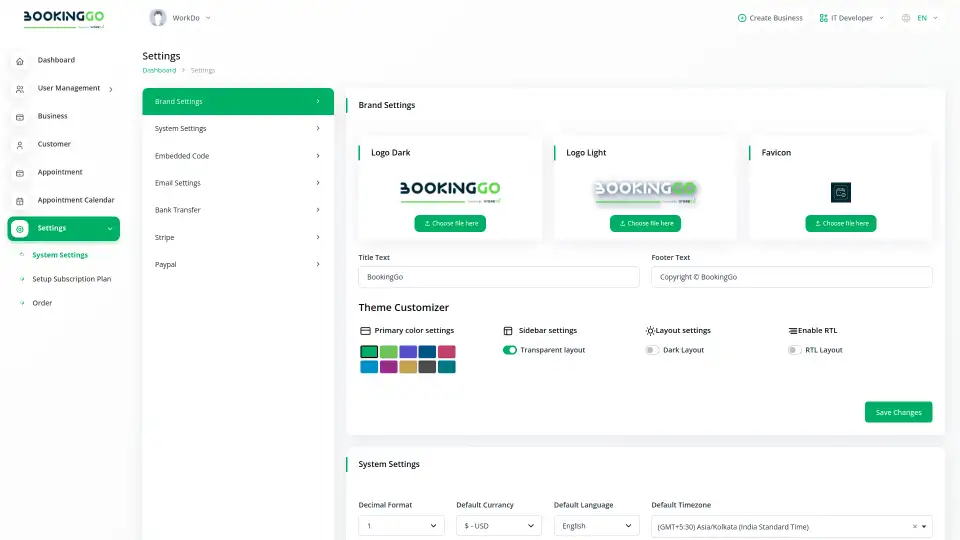 BOOKINGGO
WorkDo
Create Business
IT Developer
EN
Dashboard
User Management
Business
Customer
Appointment
Appointment Calendar
Settings
System Settings
Setup Subscription Plan
Order
Settings
Dashboard > Settings
Brand Settings
System Settings
Embedded Code
Email Settings
Bank Transfer
Stripe
Paypal
Brand Settings
Logo Dark
BOOKINGGO
Choose file here
Logo Light
BOOKINGGO
Choose file here
Favicon
Choose file here
Title Text
BookingGo
Footer Text
Copyright © BookingGo
Theme Customizer
Primary color settings
Sidebar settings
Transparent layout
Layout settings
Dark Layout
Enable RTL
RTL Layout
Save Changes
System Settings
Decimal Format
1
Default Currancy
$ - USD
Default Language
English
Default Timezone
(GMT+5:30) Asia/Kolkata (India Standard Time)